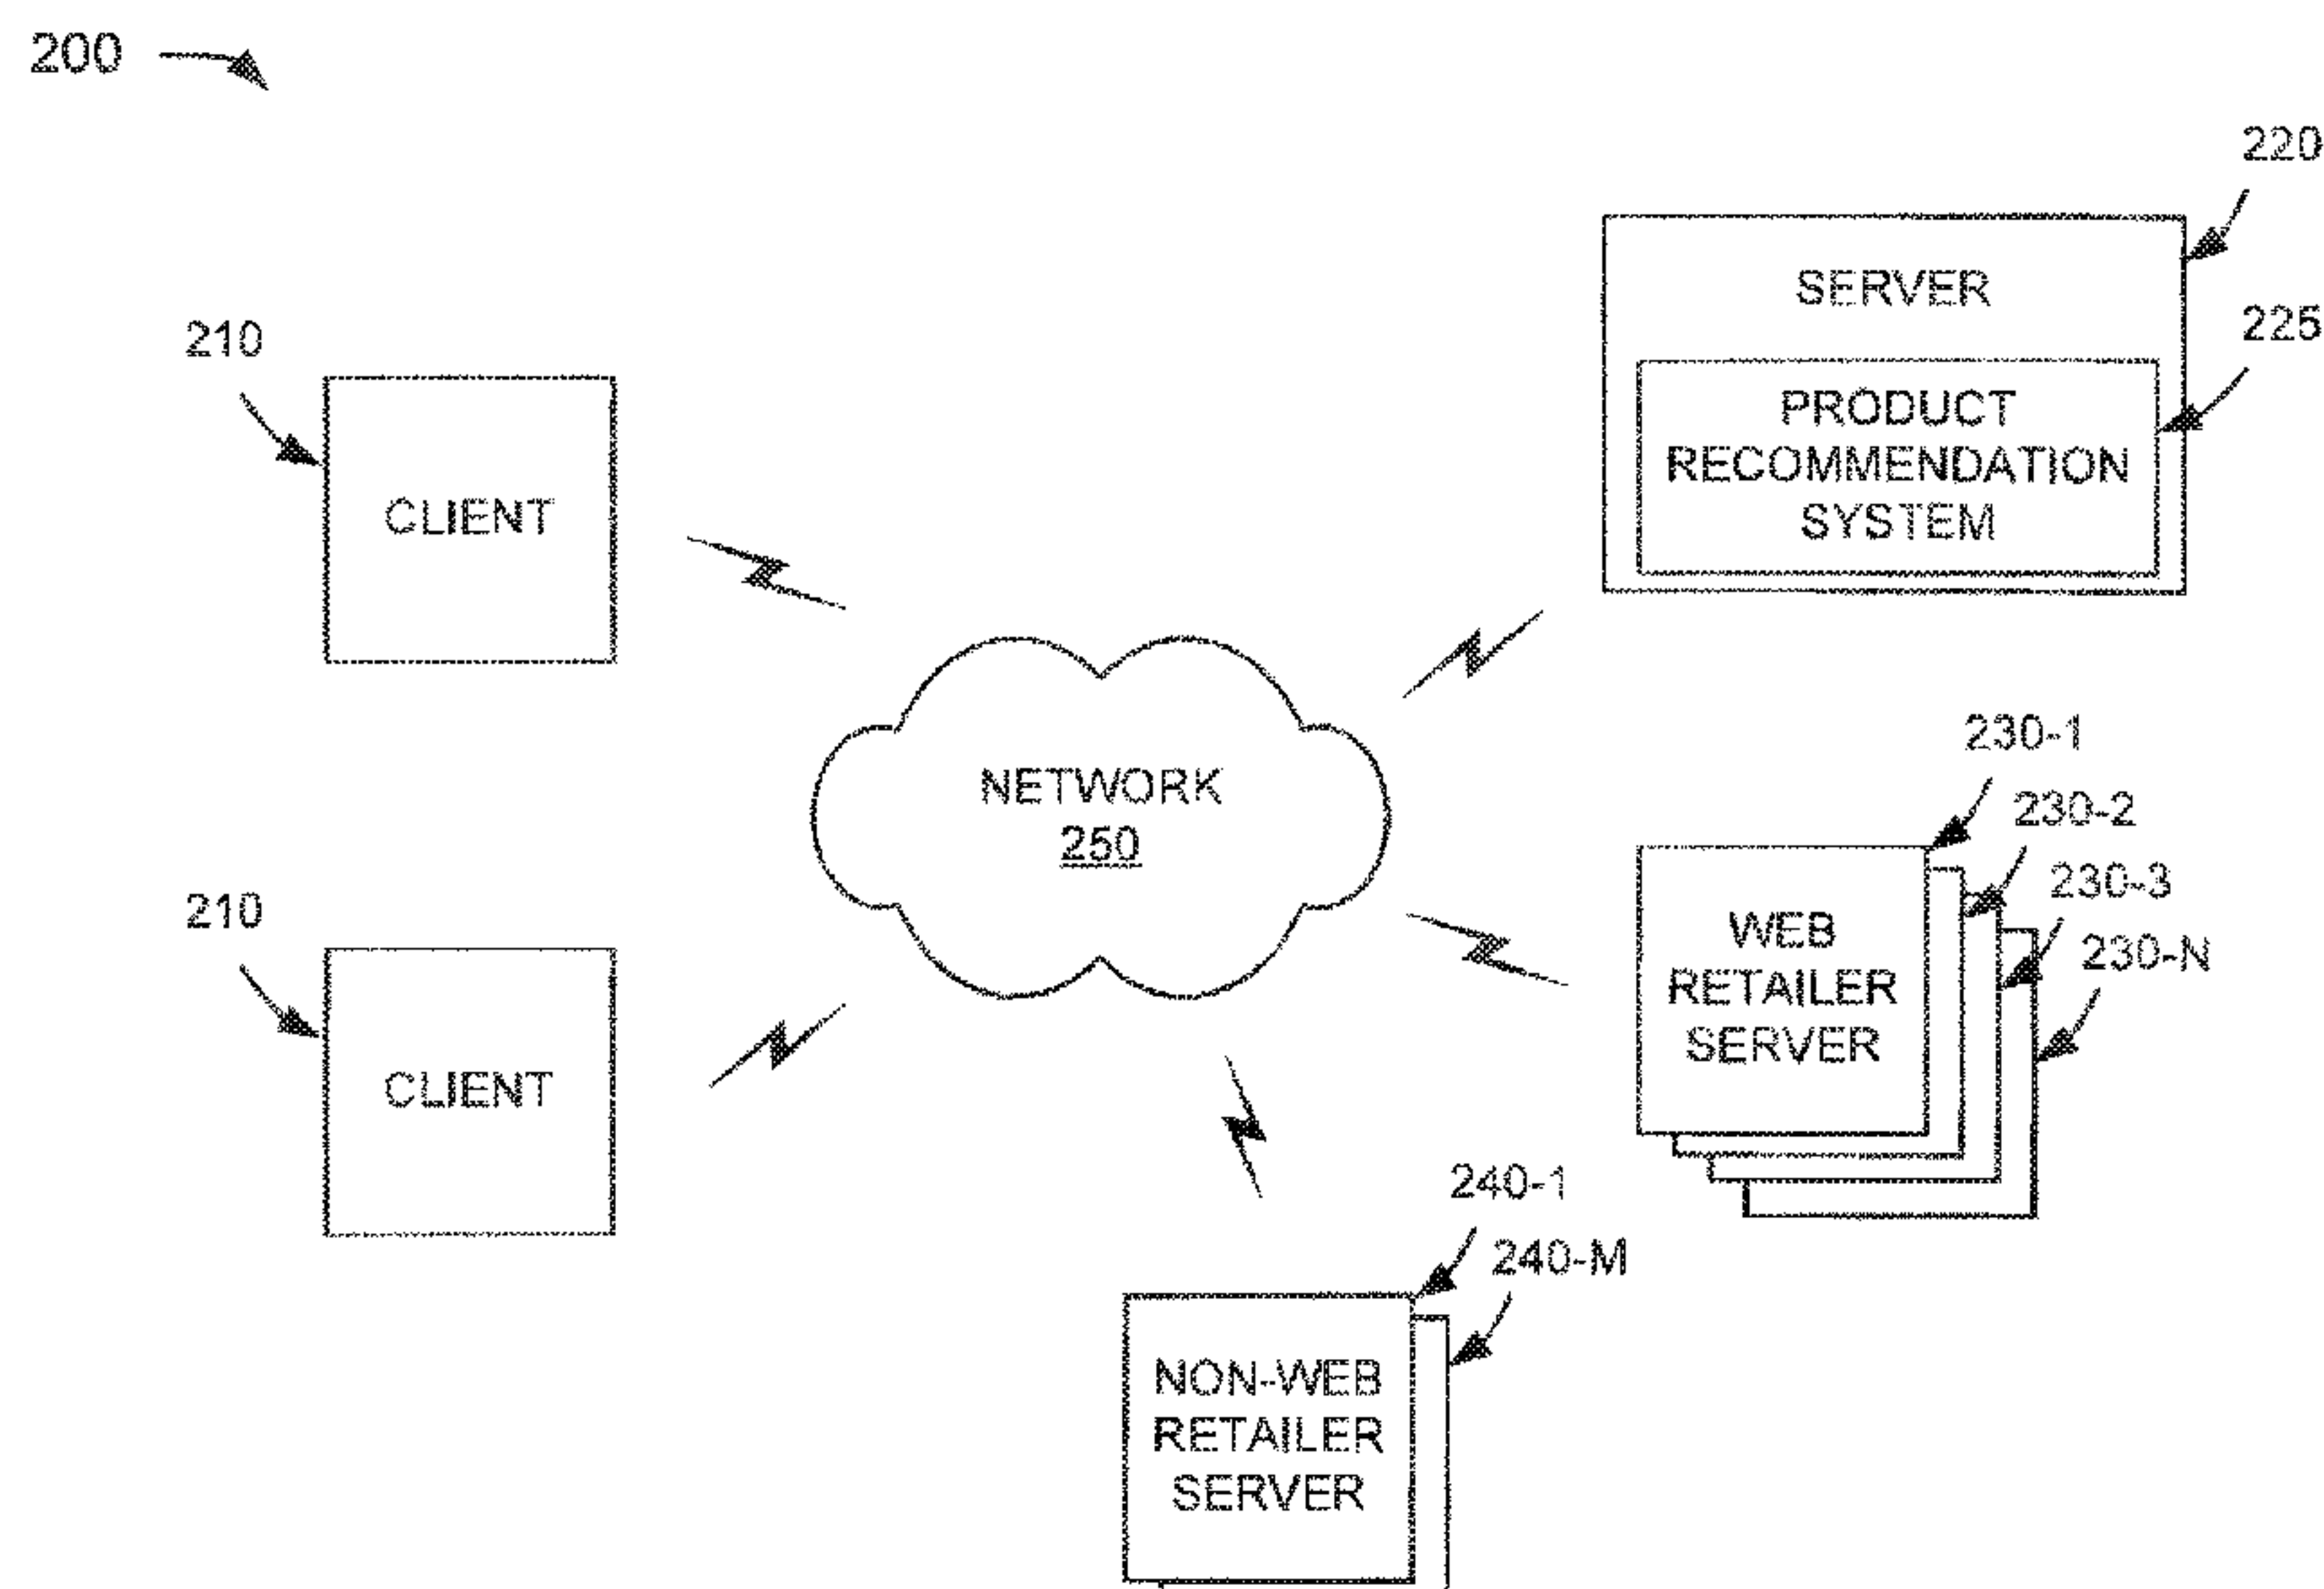 200
220
SERVER
225
PRODUCT
RECOMMENDATION
SYSTEM
210
CLIENT
NETWORK
250
230-1
230-2
230-3
230-N
WEB
RETAILER
SERVER
210
CLIENT
240-1
240-M
NON-WEB
RETAILER
SERVER